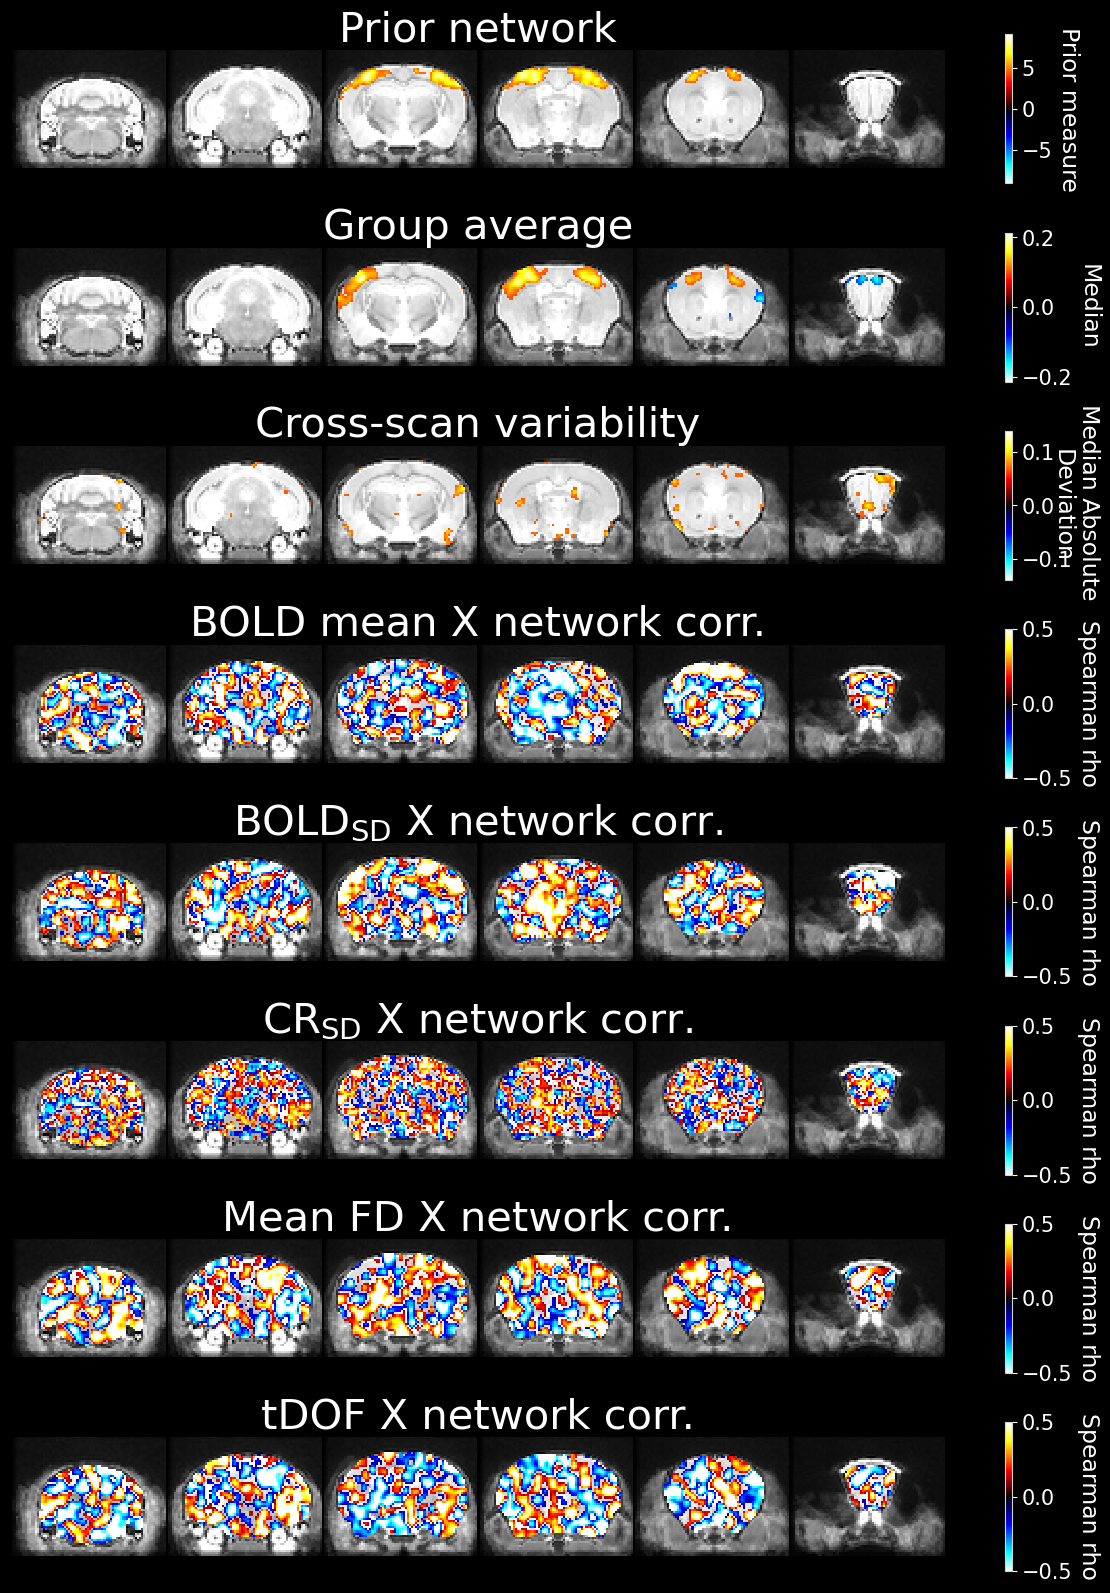 Prior network
5
0
−5
Prior measure
Group average
0.2
0.0
−0.2
Median
Cross-scan variability
0.1
0.0
−0.1
Median Absolute
Deviation
BOLD mean X network corr.
0.5
0.0
−0.5
Spearman rho
BOLD_SD X network corr.
0.5
0.0
−0.5
Spearman rho
CR_SD X network corr.
0.5
0.0
−0.5
Spearman rho
Mean FD X network corr.
0.5
0.0
−0.5
Spearman rho
tDOF X network corr.
0.5
0.0
−0.5
Spearman rho